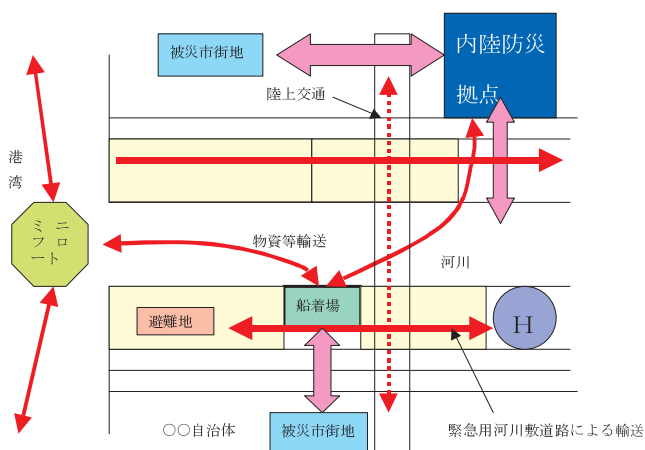 被災市街地
内陸防災
拠点
陸上交通
港
湾
ミニ
フロ
ート
物資等輸送
河川
船着場
避難地
H
〇〇自治体
被災市街地
緊急用河川敷道路による輸送